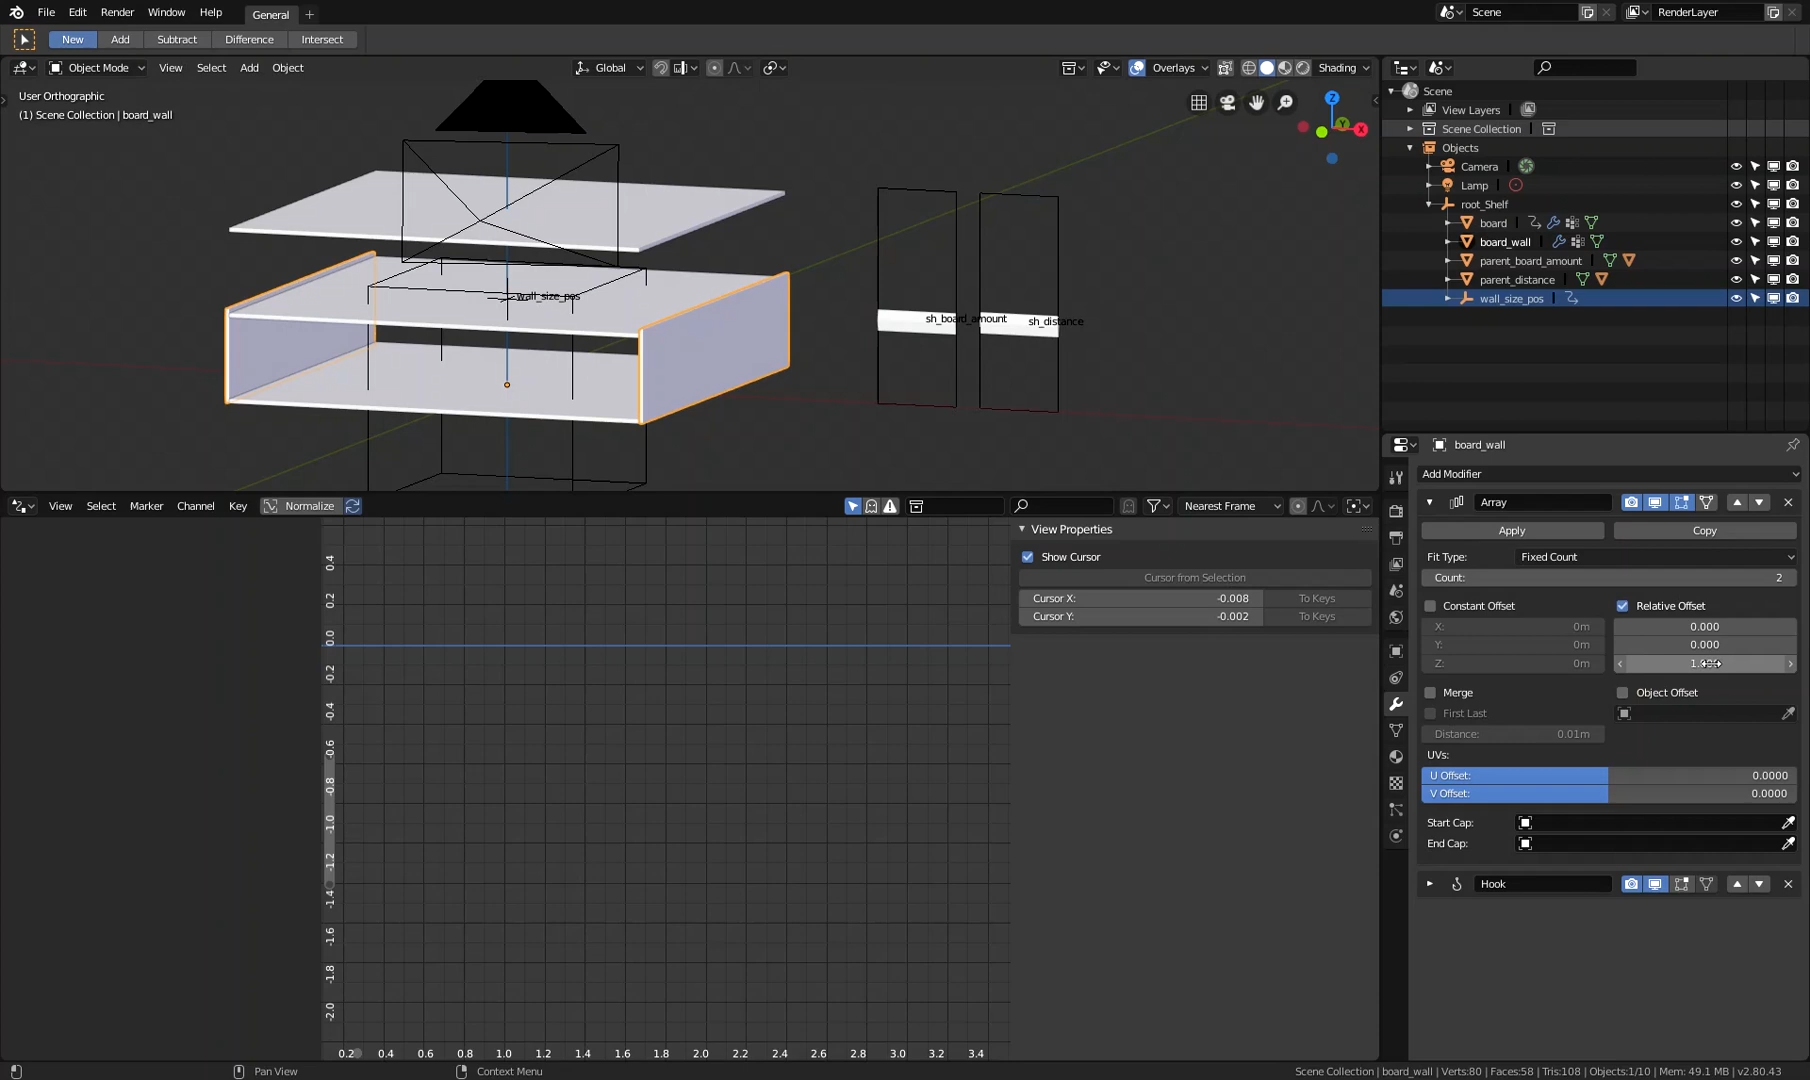 File Edit Render Window Help General + Scene RenderLayer
New Add Subtract Difference Intersect
Object Mode View Select Add Object Global Overlays Shading
User Orthographic
(1) Scene Collection | board_wall
Z
Y
X
wall_size_pos
sh_board_amount
sh_distance
Scene
View Layers
Scene Collection
Objects
Camera
Lamp
root_Shelf
board
board_wall
parent_board_amount
parent_distance
wall_size_pos
View Select Marker Channel Key Normalize Nearest Frame
View Properties
Show Cursor
Cursor from Selection
Cursor X: -0.008 To Keys
Cursor Y: -0.002 To Keys
0.4
0.2
0.0
-0.2
-0.4
-0.6
-0.8
-1.0
-1.2
-1.4
-1.6
-1.8
-2.0
0.2 0.4 0.6 0.8 1.0 1.2 1.4 1.6 1.8 2.0 2.2 2.4 2.6 2.8 3.0 3.2 3.4
board_wall
Add Modifier
Array
Apply Copy
Fit Type: Fixed Count
Count: 2
Constant Offset Relative Offset
X: 0m 0.000
Y: 0m 0.000
Z: 0m
Merge Object Offset
First Last
Distance: 0.01m
UVs:
U Offset: 0.0000
V Offset: 0.0000
Start Cap:
End Cap:
Hook
Pan View Context Menu Scene Collection | board_wall | Verts:80 | Faces:58 | Tris:108 | Objects:1/10 | Mem: 49.1 MB | v2.80.43